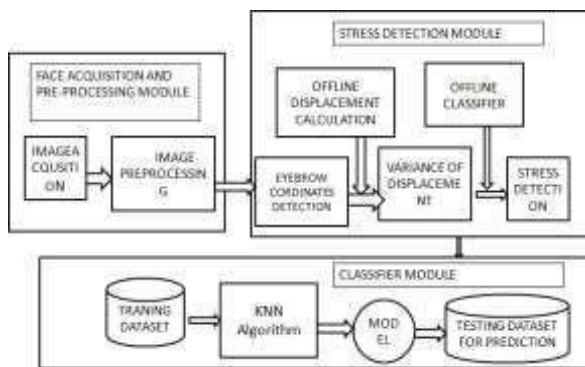 STRESS DETECTION MODULE
FACE ACQUISITION AND
PRE-PROCESSING MODULE
OFFLINE
DISPLACEMENT
CALCULATION
OFFLINE
CLASSIFIER
IMAGEA
CQUSITI
ON
IMAGE
PREPROCESSIN
G
EYEBROW
CORDINATES
DETECTION
VARIANCE OF
DISPLACEME
NT
STRESS
DETECTI
ON
CLASSIFIER MODULE
TRANING
DATASET
KNN
Algorithm
MOD
EL
TESTING DATASET
FOR PREDICTION